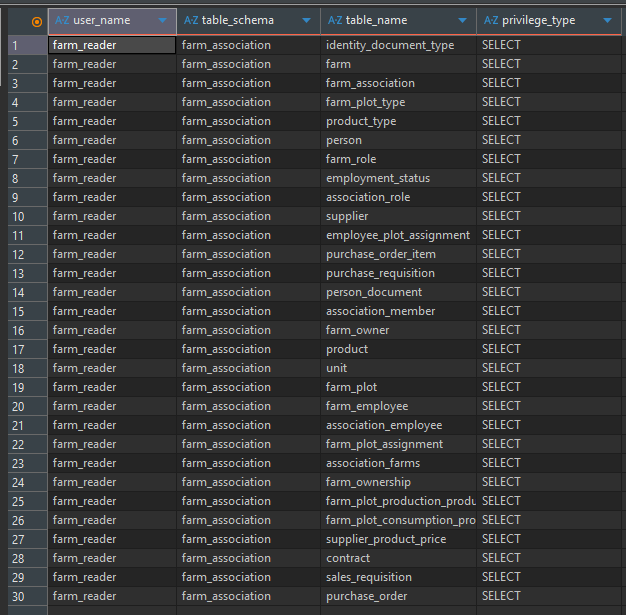 A-Z user_name A-Z table_schema A-Z table_name A-Z privilege_type
1 farm_reader farm_association identity_document_type SELECT
2 farm_reader farm_association farm SELECT
3 farm_reader farm_association farm_association SELECT
4 farm_reader farm_association farm_plot_type SELECT
5 farm_reader farm_association product_type SELECT
6 farm_reader farm_association person SELECT
7 farm_reader farm_association farm_role SELECT
8 farm_reader farm_association employment_status SELECT
9 farm_reader farm_association association_role SELECT
10 farm_reader farm_association supplier SELECT
11 farm_reader farm_association employee_plot_assignment SELECT
12 farm_reader farm_association purchase_order_item SELECT
13 farm_reader farm_association purchase_requisition SELECT
14 farm_reader farm_association person_document SELECT
15 farm_reader farm_association association_member SELECT
16 farm_reader farm_association farm_owner SELECT
17 farm_reader farm_association product SELECT
18 farm_reader farm_association unit SELECT
19 farm_reader farm_association farm_plot SELECT
20 farm_reader farm_association farm_employee SELECT
21 farm_reader farm_association association_employee SELECT
22 farm_reader farm_association farm_plot_assignment SELECT
23 farm_reader farm_association association_farms SELECT
24 farm_reader farm_association farm_ownership SELECT
25 farm_reader farm_association farm_plot_production_produ SELECT
26 farm_reader farm_association farm_plot_consumption_pro SELECT
27 farm_reader farm_association supplier_product_price SELECT
28 farm_reader farm_association contract SELECT
29 farm_reader farm_association sales_requisition SELECT
30 farm_reader farm_association purchase_order SELECT